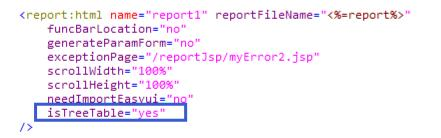 <report:html name="report1" reportFileName="<%=report%>"
funcBarLocation="no"
generateParamForm="no"
exceptionPage="/reportJsp/myError2.jsp"
scrollWidth="100%"
scrollHeight="100%"
needImportEasyui="no"
isTreeTable="yes"
/>